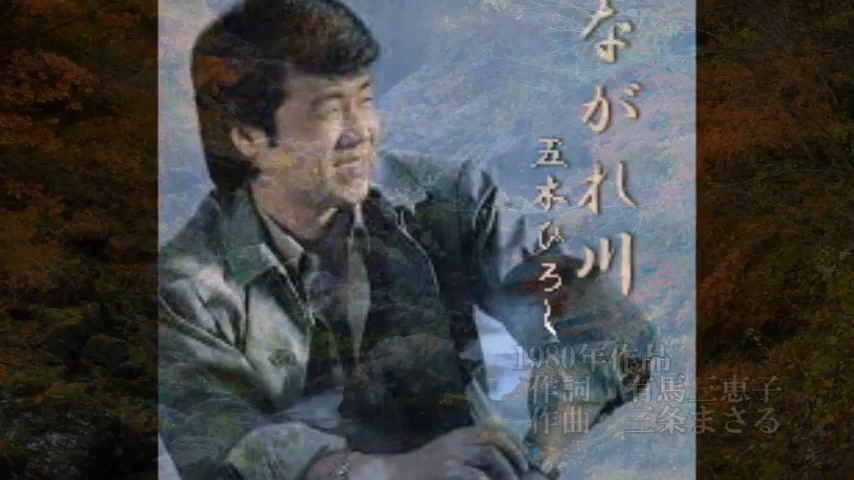 ながれ川
五木ひろし
1980年作品
作詞　有馬三恵子
作曲　三条まさる